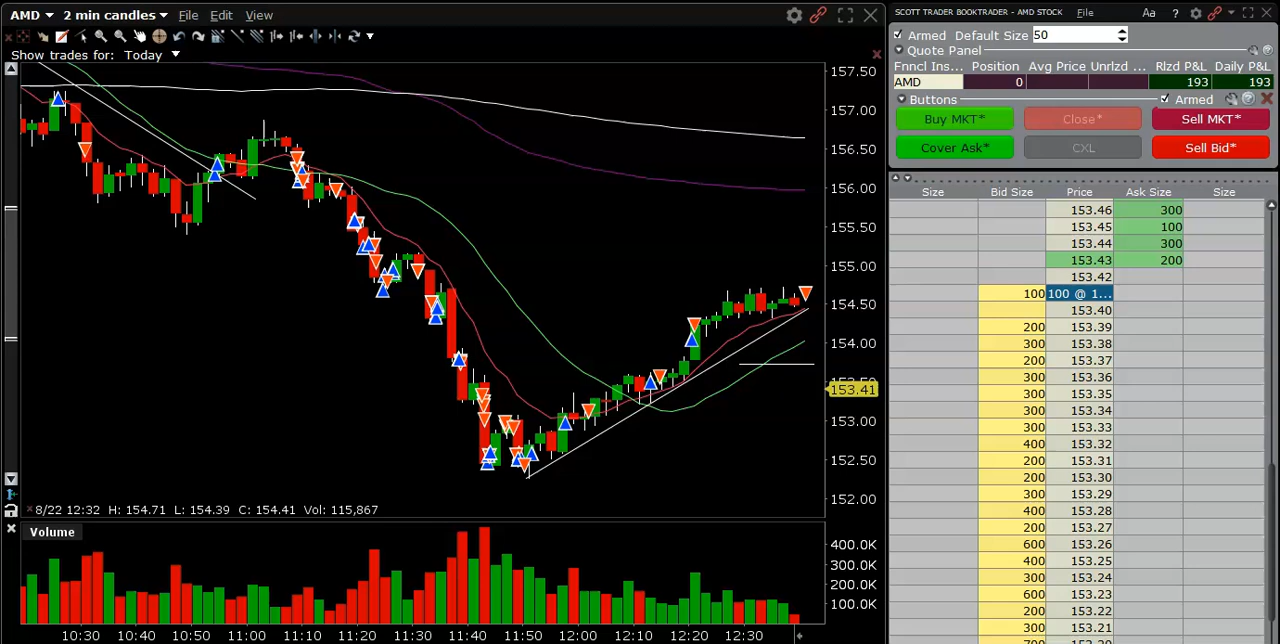 AMD 2 min candles File Edit View
Show trades for: Today
157.50
157.00
156.50
156.00
155.50
155.00
154.50
154.00
153.41
153.00
152.50
152.00
8/22 12:32 H: 154.71 L: 154.39 C: 154.41 Vol: 115,867
Volume
400.0K
300.0K
200.0K
100.0K
10:30 10:40 10:50 11:00 11:10 11:20 11:30 11:40 11:50 12:00 12:10 12:20 12:30
SCOTT TRADER BOOKTRADER - AMD STOCK File Aa ?
Armed Default Size 50
Quote Panel
Fnncl Ins... Position Avg Price Unrlzd ... Rlzd P&L Daily P&L
AMD 0 193 193
Buttons Armed
Buy MKT* Close* Sell MKT*
Cover Ask* CXL Sell Bid*
Size Bid Size Price Ask Size Size
153.46 300
153.45 100
153.44 300
153.43 200
153.42
100 100 @ 1...
153.40
200 153.39
300 153.38
200 153.37
300 153.36
300 153.35
300 153.34
300 153.33
400 153.32
200 153.31
200 153.30
300 153.29
400 153.28
200 153.27
600 153.26
400 153.25
300 153.24
600 153.23
200 153.22
300 153.21